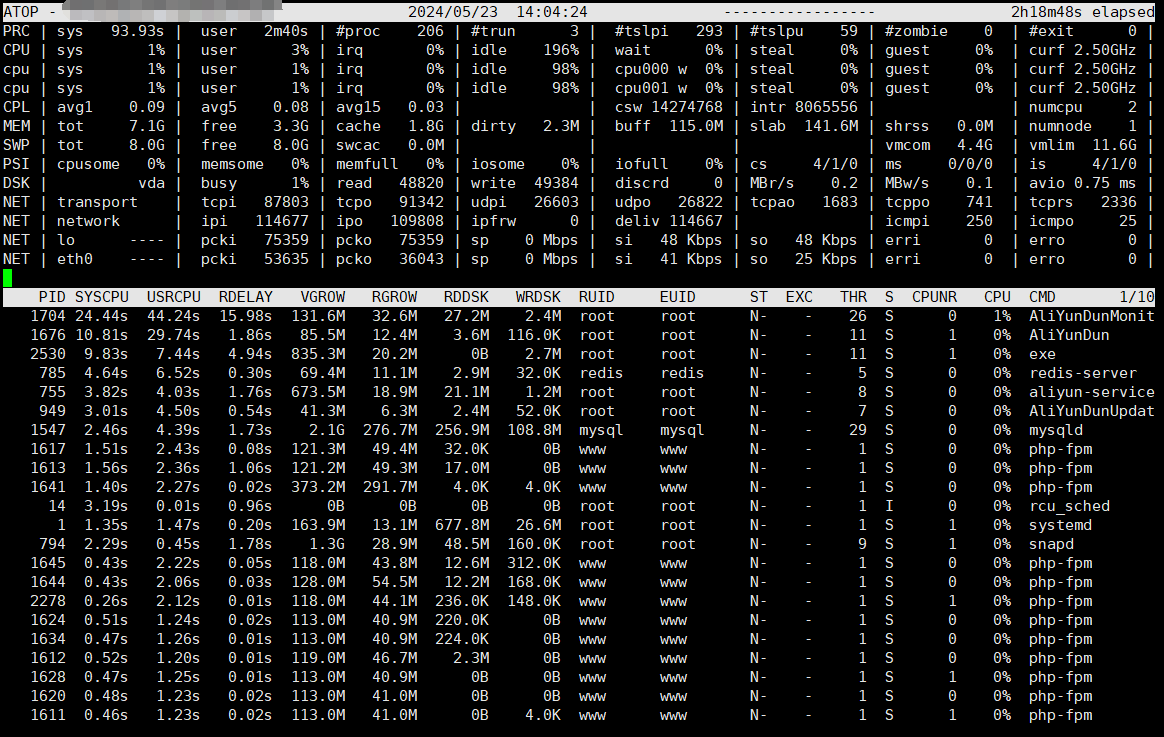 ATOP - 2024/05/23 14:04:24 ---------------- 2h18m48s elapsed
PRC | sys 93.93s | user 2m40s | #proc 206 | #trun 3 | #tslpi 293 | #tslpu 59 | #zombie 0 | #exit 0 |
CPU | sys 1% | user 3% | irq 0% | idle 196% | wait 0% | steal 0% | guest 0% | curf 2.50GHz |
cpu | sys 1% | user 1% | irq 0% | idle 98% | cpu000 w 0% | steal 0% | guest 0% | curf 2.50GHz |
cpu | sys 1% | user 1% | irq 0% | idle 98% | cpu001 w 0% | steal 0% | guest 0% | curf 2.50GHz |
CPL | avg1 0.09 | avg5 0.08 | avg15 0.03 | | csw 14274768 | intr 8065556 | | numcpu 2 |
MEM | tot 7.1G | free 3.3G | cache 1.8G | dirty 2.3M | buff 115.0M | slab 141.6M | shrss 0.0M | numnode 1 |
SWP | tot 8.0G | free 8.0G | swcac 0.0M | | | | vmcom 4.4G | vmlim 11.6G |
PSI | cpusome 0% | memsome 0% | memfull 0% | iosome 0% | iofull 0% | cs 4/1/0 | ms 0/0/0 | is 4/1/0 |
DSK | vda | busy 1% | read 48820 | write 49384 | discrd 0 | MBr/s 0.2 | MBw/s 0.1 | avio 0.75 ms |
NET | transport | tcpi 87803 | tcpo 91342 | udpi 26603 | udpo 26822 | tcpao 1683 | tcppo 741 | tcprs 2336 |
NET | network | ipi 114677 | ipo 109808 | ipfrw 0 | deliv 114667 | | icmpi 250 | icmpo 25 |
NET | lo ---- | pcki 75359 | pcko 75359 | sp 0 Mbps | si 48 Kbps | so 48 Kbps | erri 0 | erro 0 |
NET | eth0 ---- | pcki 53635 | pcko 36043 | sp 0 Mbps | si 41 Kbps | so 25 Kbps | erri 0 | erro 0 |
PID SYSCPU USRCPU RDELAY VGROW RGROW RDDSK WRDSK RUID EUID ST EXC THR S CPUNR CPU CMD 1/10
1704 24.44s 44.24s 15.98s 131.6M 32.6M 27.2M 2.4M root root N- - 26 S 0 1% AliYunDunMonit
1676 10.81s 29.74s 1.86s 85.5M 12.4M 3.6M 116.0K root root N- - 11 S 1 0% AliYunDun
2530 9.83s 7.44s 4.94s 835.3M 20.2M 0B 2.7M root root N- - 11 S 1 0% exe
785 4.64s 6.52s 0.30s 69.4M 11.1M 2.9M 32.0K redis redis N- - 5 S 0 0% redis-server
755 3.82s 4.03s 1.76s 673.5M 18.9M 21.1M 1.2M root root N- - 8 S 0 0% aliyun-service
949 3.01s 4.50s 0.54s 41.3M 6.3M 2.4M 52.0K root root N- - 7 S 0 0% AliYunDunUpdat
1547 2.46s 4.39s 1.73s 2.1G 276.7M 256.9M 108.8M mysql mysql N- - 29 S 0 0% mysqld
1617 1.51s 2.43s 0.08s 121.3M 49.4M 32.0K 0B www www N- - 1 S 0 0% php-fpm
1613 1.56s 2.36s 1.06s 121.2M 49.3M 17.0M 0B www www N- - 1 S 0 0% php-fpm
1641 1.40s 2.27s 0.02s 373.2M 291.7M 4.0K 4.0K www www N- - 1 S 0 0% php-fpm
14 3.19s 0.01s 0.96s 0B 0B 0B 0B root root N- - 1 I 0 0% rcu_sched
1 1.35s 1.47s 0.20s 163.9M 13.1M 677.8M 26.6M root root N- - 1 S 1 0% systemd
794 2.29s 0.45s 1.78s 1.3G 28.9M 48.5M 160.0K root root N- - 9 S 1 0% snapd
1645 0.43s 2.22s 0.05s 118.0M 43.8M 12.6M 312.0K www www N- - 1 S 0 0% php-fpm
1644 0.43s 2.06s 0.03s 128.0M 54.5M 12.2M 168.0K www www N- - 1 S 0 0% php-fpm
2278 0.26s 2.12s 0.01s 118.0M 44.1M 236.0K 148.0K www www N- - 1 S 1 0% php-fpm
1624 0.51s 1.24s 0.02s 113.0M 40.9M 220.0K 0B www www N- - 1 S 0 0% php-fpm
1634 0.47s 1.26s 0.01s 113.0M 40.9M 224.0K 0B www www N- - 1 S 0 0% php-fpm
1612 0.52s 1.20s 0.01s 119.0M 46.7M 2.3M 0B www www N- - 1 S 0 0% php-fpm
1628 0.47s 1.25s 0.01s 113.0M 40.9M 0B 0B www www N- - 1 S 1 0% php-fpm
1620 0.48s 1.23s 0.02s 113.0M 41.0M 0B 0B www www N- - 1 S 0 0% php-fpm
1611 0.46s 1.23s 0.02s 113.0M 41.0M 0B 4.0K www www N- - 1 S 1 0% php-fpm